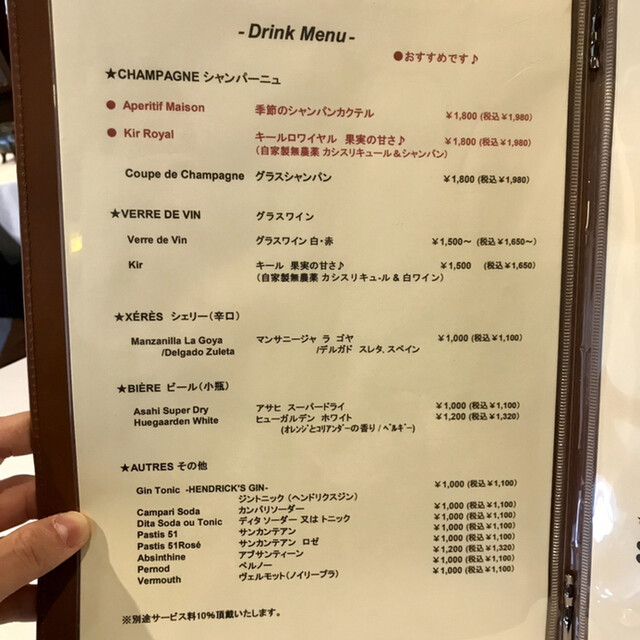 - Drink Menu -
●おすすめです♪
★CHAMPAGNE シャンパーニュ
● Aperitif Maison 季節のシャンパンカクテル ￥1,800 (税込￥1,980)
● Kir Royal キールロワイヤル 果実の甘さ♪ ￥1,800 (税込￥1,980)
（自家製無農薬 カシスリキュール＆シャンパン）
Coupe de Champagne グラスシャンパン ￥1,800 (税込￥1,980)
★VERRE DE VIN グラスワイン
Verre de Vin グラスワイン 白・赤 ￥1,500～ (税込￥1,650～)
Kir キール 果実の甘さ♪ ￥1,500 (税込￥1,650)
（自家製無農薬 カシスリキュール & 白ワイン）
★XÉRÈS シェリー（辛口）
Manzanilla La Goya マンサニージャ ラ ゴヤ ￥1,000 (税込￥1,100)
/Delgado Zuleta /デルガド スレタ, スペイン
★BIÈRE ビール（小瓶）
Asahi Super Dry アサヒ スーパードライ ￥1,000 (税込￥1,100)
Huegaarden White ヒューガルデン ホワイト ￥1,200 (税込￥1,320)
(オレンジとコリアンダーの香り / ベルギー)
★AUTRES その他
Gin Tonic -HENDRICK'S GIN- ￥1,000 (税込￥1,100)
ジントニック（ヘンドリクスジン）
Campari Soda カンパリソーダー ￥1,000 (税込￥1,100)
Dita Soda ou Tonic ディタ ソーダー 又は トニック ￥1,000 (税込￥1,100)
Pastis 51 サンカンテアン ￥1,000 (税込￥1,100)
Pastis 51Rosé サンカンテアン ロゼ ￥1,000 (税込￥1,100)
Absinthine アブサンティーン ￥1,200 (税込￥1,320)
Pernod ペルノー ￥1,000 (税込￥1,100)
Vermouth ヴェルモット(ノイリープラ) ￥1,000 (税込￥1,100)
※別途サービス料10％頂戴いたします。